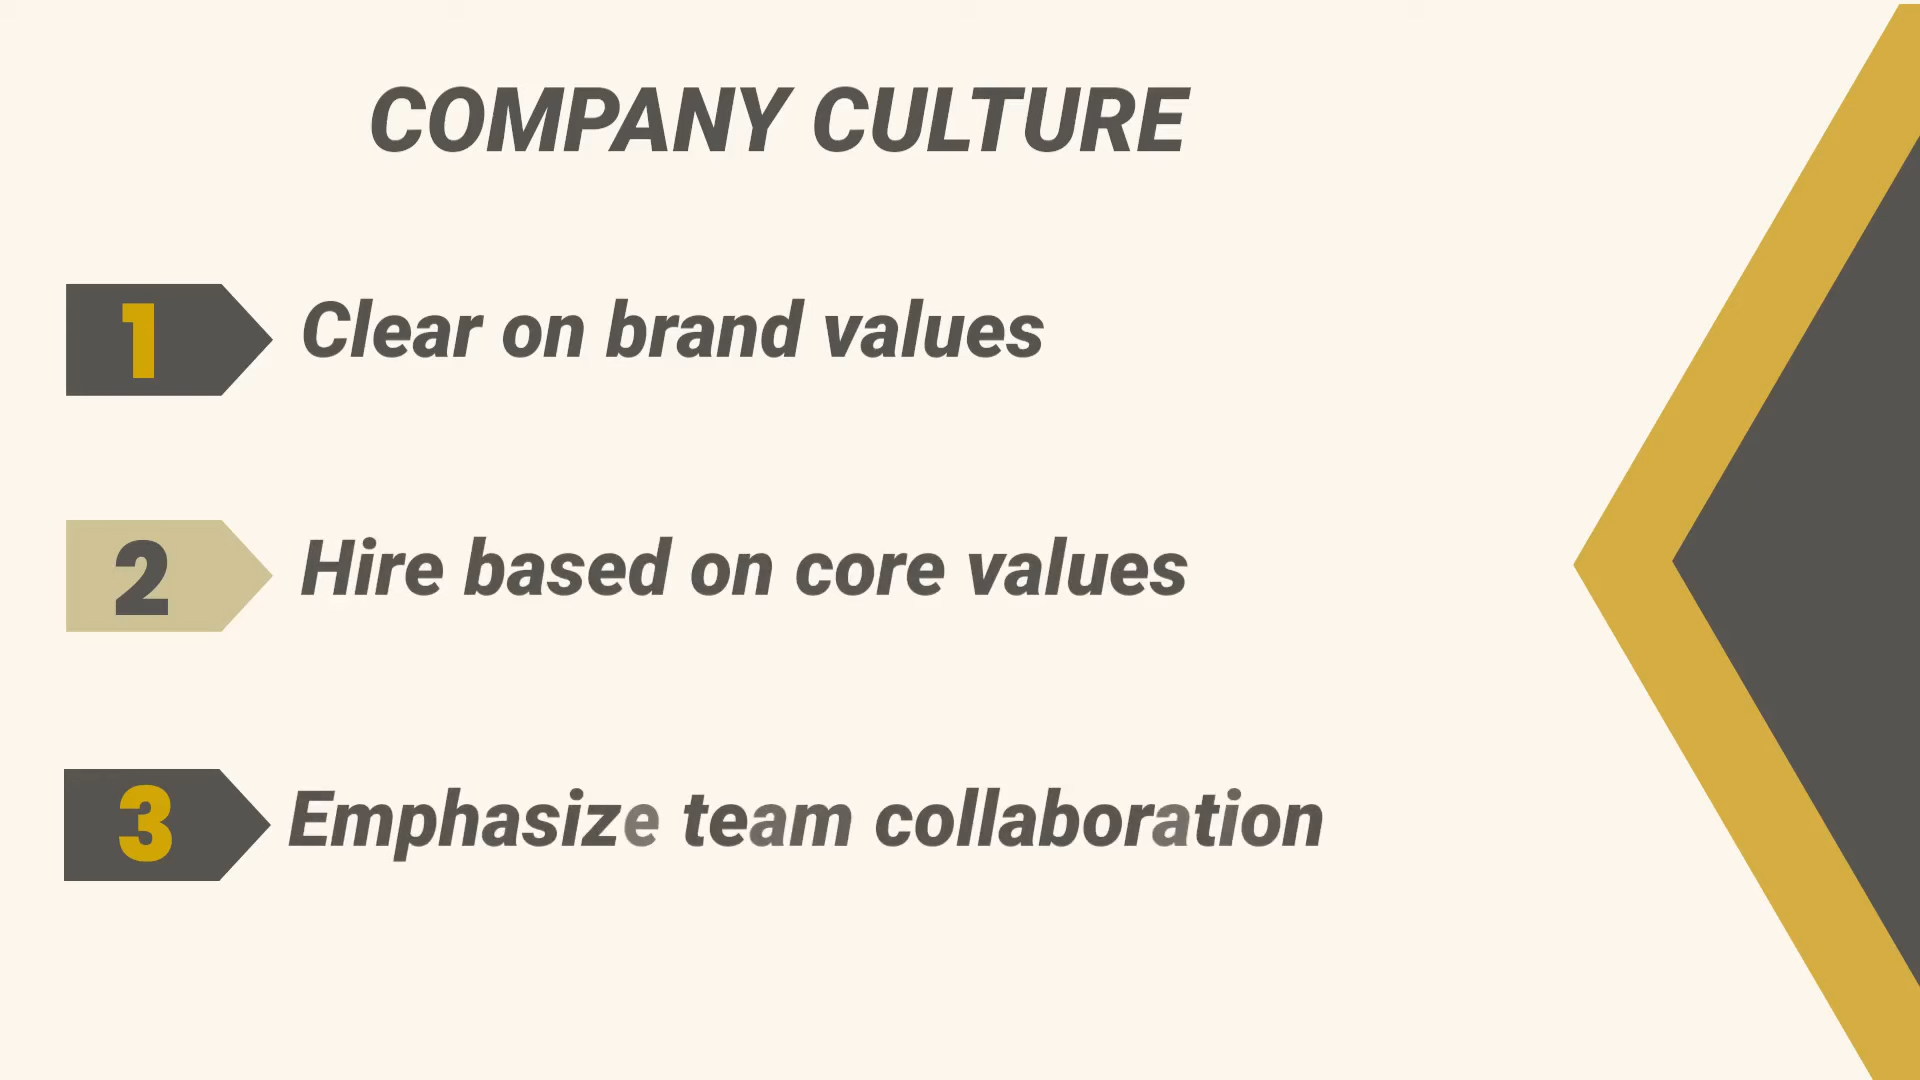 COMPANY CULTURE
1 Clear on brand values
2 Hire based on core values
3 Emphasize team collaboration